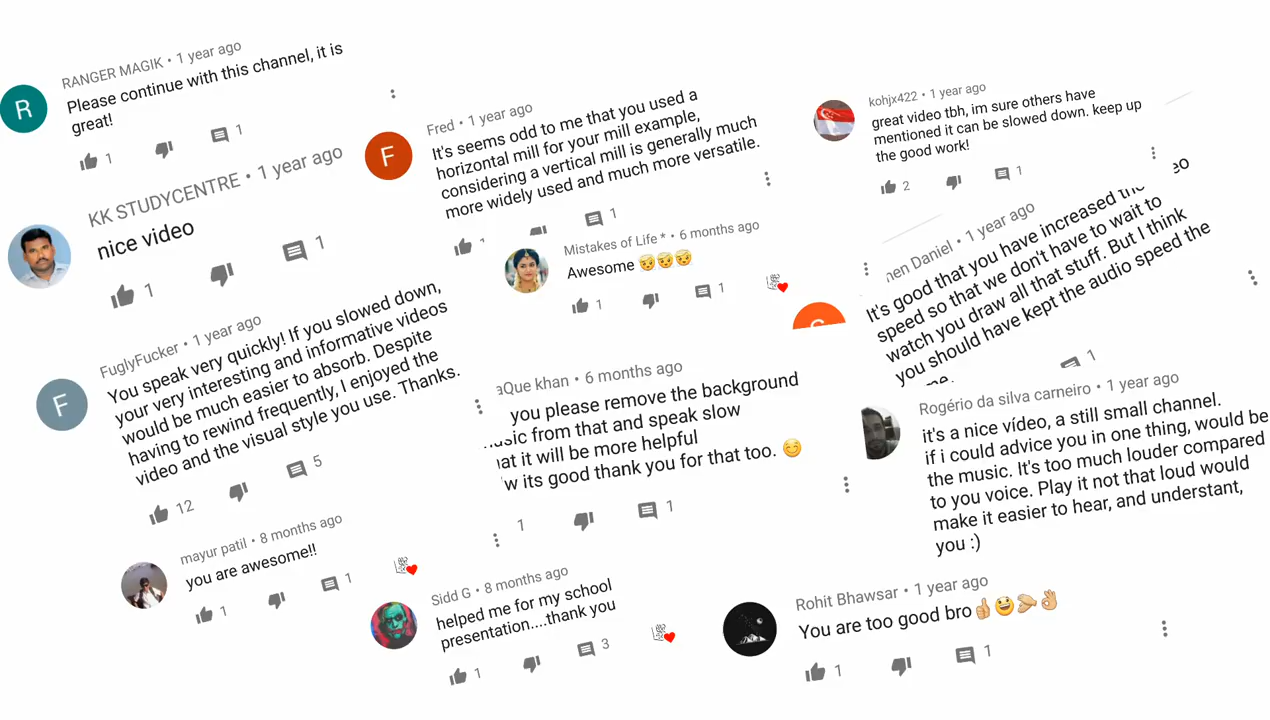 RANGER MAGIK • 1 year ago
Please continue with this channel, it is
great!
1
1
R
KK STUDYCENTRE • 1 year ago
nice video
1
1
FuglyFucker • 1 year ago
You speak very quickly! If you slowed down,
your very interesting and informative videos
would be much easier to absorb. Despite
having to rewind frequently, I enjoyed the
video and the visual style you use. Thanks.
12
5
F
mayur patil • 8 months ago
you are awesome!!
1
1
Fred • 1 year ago
It's seems odd to me that you used a
horizontal mill for your mill example,
considering a vertical mill is generally much
more widely used and much more versatile.
1
F
Mistakes of Life * • 6 months ago
Awesome 😇😇😇
1
1
aQue khan • 6 months ago
you please remove the background
from that and speak slow
it will be more helpful
its good thank you for that too. 😊
1
1
Sidd G • 8 months ago
helped me for my school
presentation....thank you
1
3
kohjx422 • 1 year ago
great video tbh, im sure others have
mentioned it can be slowed down. keep up
the good work!
2
1
Daniel • 1 year ago
It's good that you have increased the
speed so that we don't have to wait to
watch you draw all that stuff. But I think
you should have kept the audio speed the
1
Rogério da silva carneiro • 1 year ago
it's a nice vídeo, a still small channel.
if i could advice you in one thing, would be
the music. It's too much louder compared
to you voice. Play it not that loud would
make it easier to hear, and understant,
you :)
Rohit Bhawsar • 1 year ago
You are too good bro👍😃👏👌
1
1